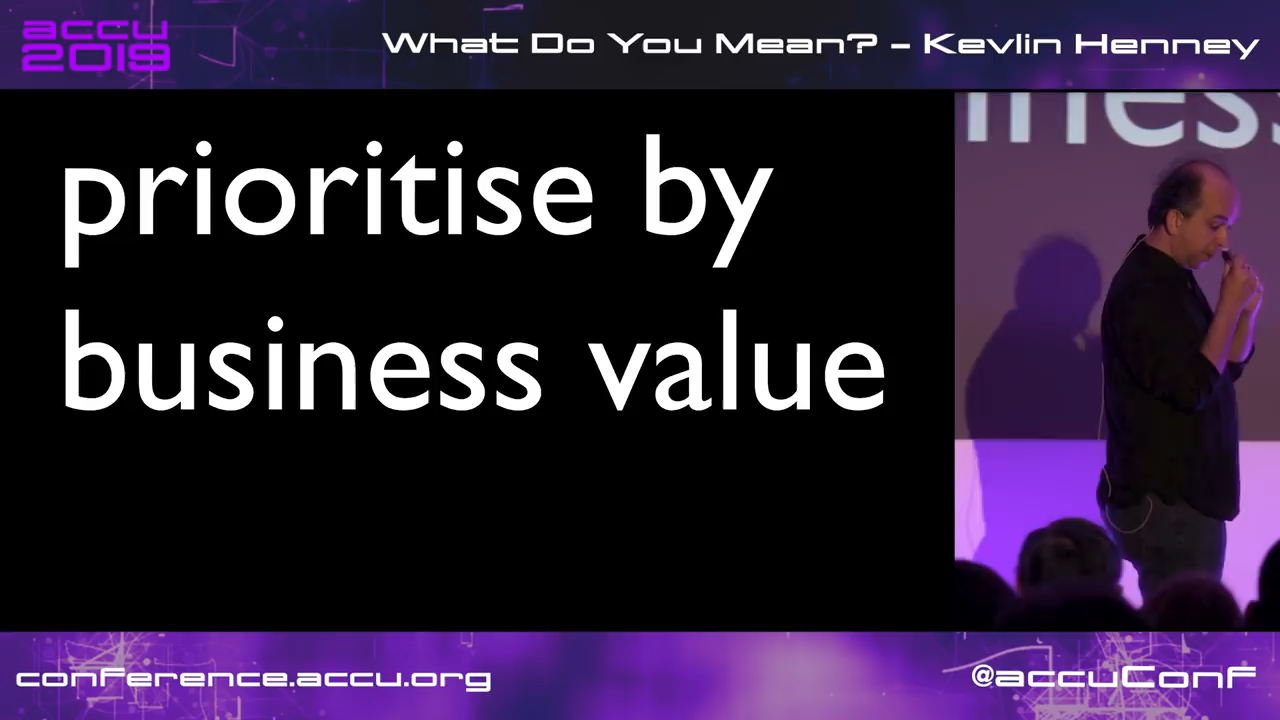 accu
2019
What Do You Mean? - Kevlin Henney
prioritise by
business value
conference.accu.org
@accuConf